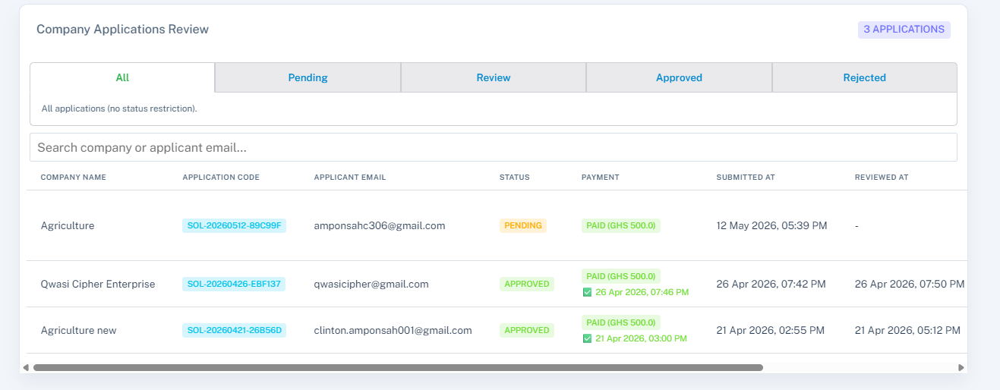 Company Applications Review
3 APPLICATIONS
All Pending Review Approved Rejected
All applications (no status restriction).
Search company or applicant email...
COMPANY NAME APPLICATION CODE APPLICANT EMAIL STATUS PAYMENT SUBMITTED AT REVIEWED AT
Agriculture SOL-20260512-89C99F amponsahc306@gmail.com PENDING PAID (GHS 500.0) 12 May 2026, 05:39 PM -
Qwasi Cipher Enterprise SOL-20260426-EBF137 qwasicipher@gmail.com APPROVED PAID (GHS 500.0) 26 Apr 2026, 07:42 PM 26 Apr 2026, 07:50 PM
✅ 26 Apr 2026, 07:46 PM
Agriculture new SOL-20260421-26B56D clinton.amponsah001@gmail.com APPROVED PAID (GHS 500.0) 21 Apr 2026, 02:55 PM 21 Apr 2026, 05:12 PM
✅ 21 Apr 2026, 03:00 PM